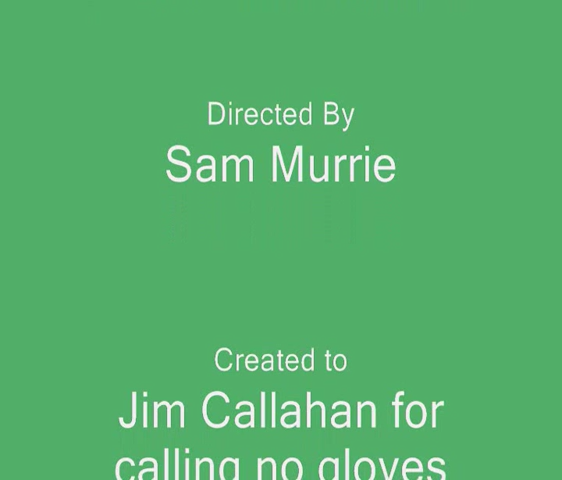 Directed By
Sam Murrie
Created to
Jim Callahan for
calling no gloves